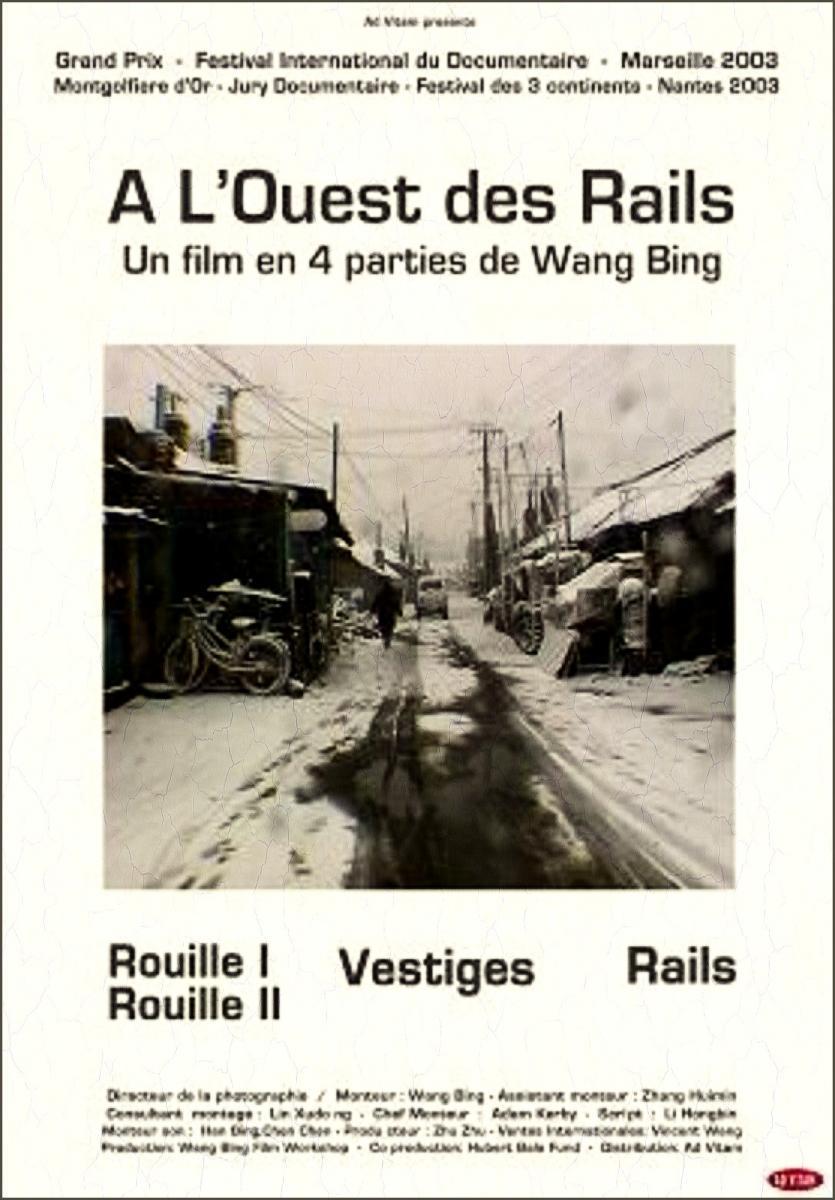 Ad Vitam presente
Grand Prix - Festival International du Documentaire - Marseille 2003
Montgolfiere d'Or - Jury Documentaire - Festival des 3 continents - Nantes 2003
A L'Ouest des Rails
Un film en 4 parties de Wang Bing
Rouille I
Rouille II
Vestiges
Rails
Directeur de la photographie / Monteur : Wang Bing - Assistant monteur : Zhang Huimin
Consultant montage : Lin Xudong - Chef Monteur : Adam Kerby - Script : Li Hongbin
Monteur son : Han Bing,Chen Chen - Producteur : Zhu Zhu - Ventes Internationales: Vincent Wang
Production: Wang Bing Film Workshop - Co production: Hubert Bals Fund - Distribution: Ad Vitam